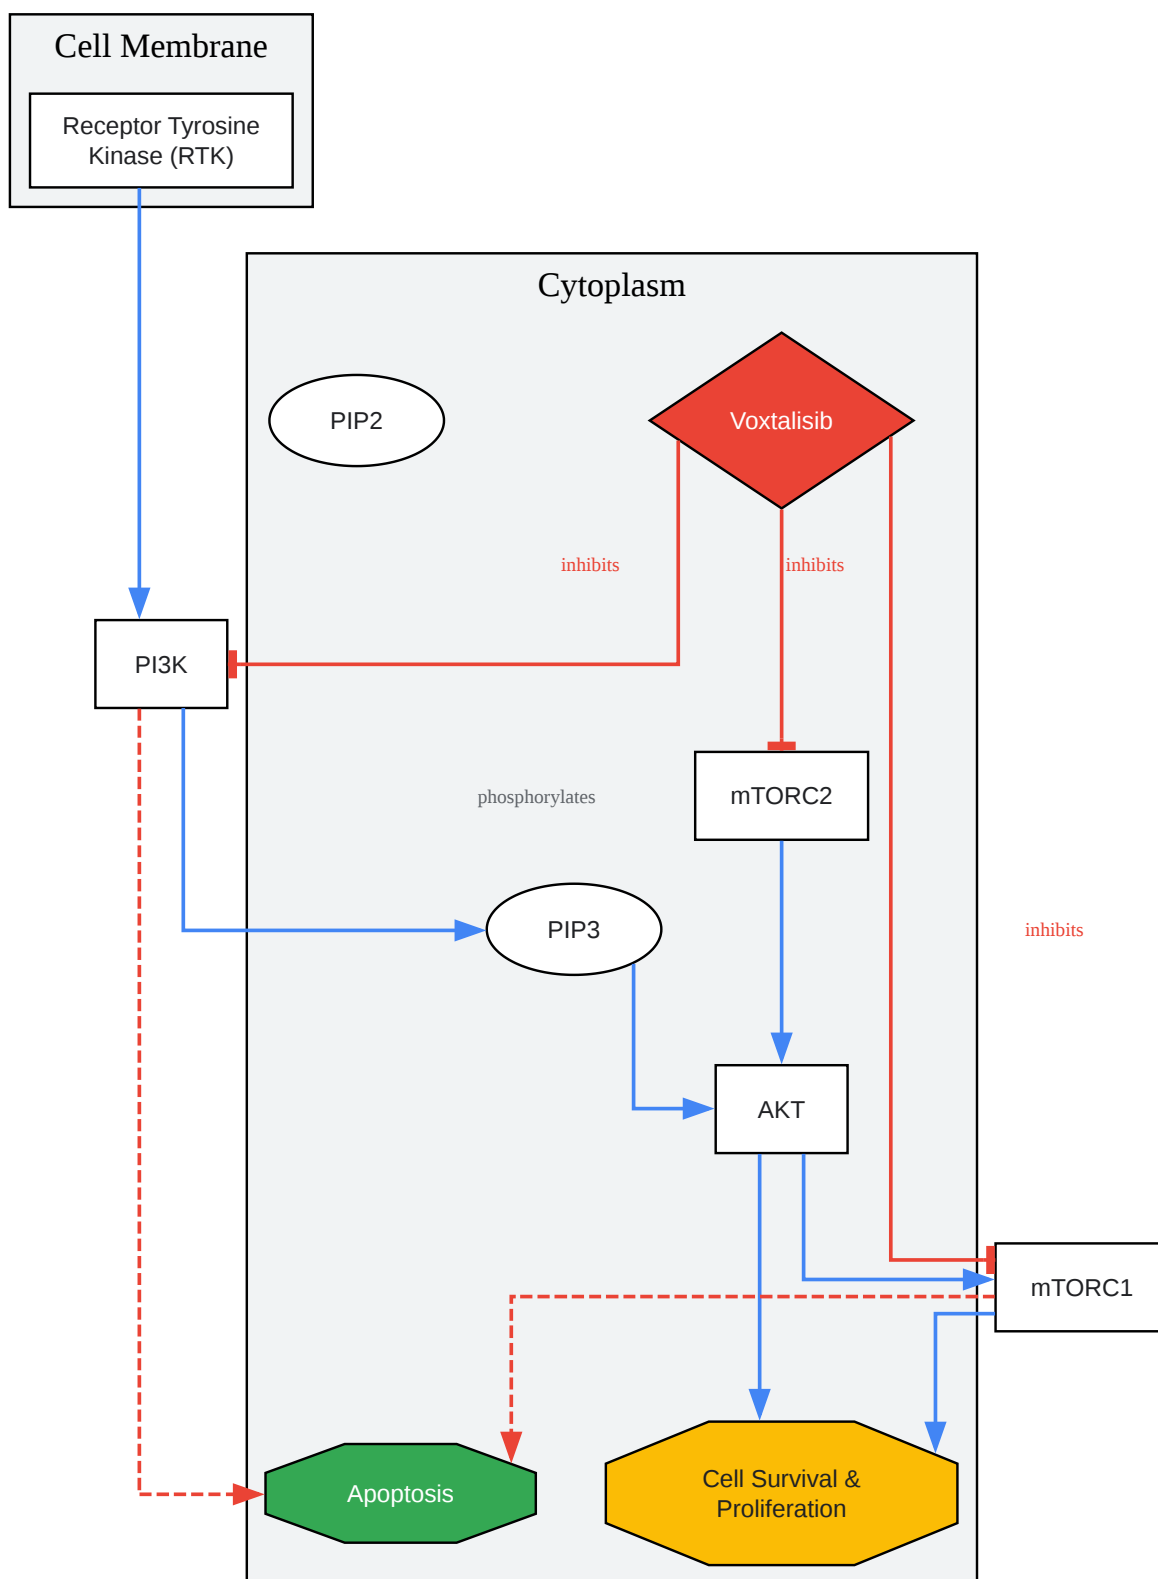 Cell Membrane
Receptor Tyrosine
Kinase (RTK)
Cytoplasm
PIP2
Voxtalisib
inhibits
inhibits
PI3K
mTORC2
phosphorylates
PIP3
inhibits
AKT
mTORC1
Apoptosis
Cell Survival &
Proliferation